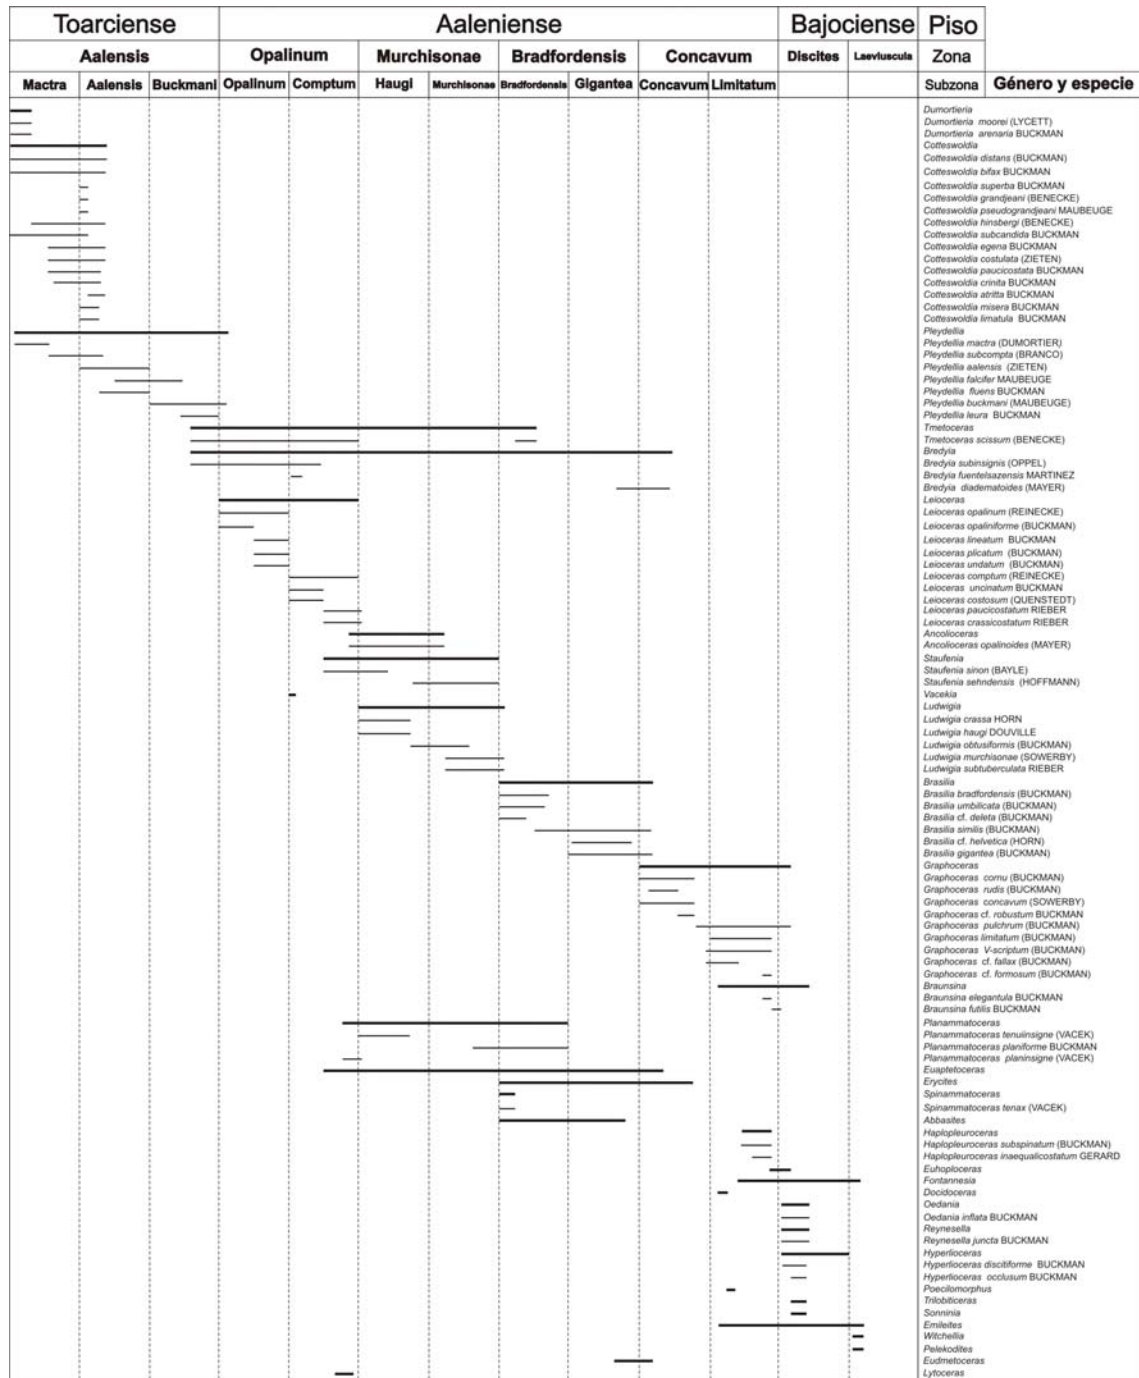 Toarciense Aaleniense Bajociense Piso
Aalensis Opalinum Murchisonae Bradfordensis Concavum Discites Laeviuscula Zona
Mactra Aalensis Buckmani Opalinum Comptum Haugi Murchisonae Bradfordensis Gigantea Concavum Limitatum Subzona Género y especie
Dumortieria
Dumortieria moorei (LYCETT)
Dumortieria arenaria BUCKMAN
Cotteswoldia
Cotteswoldia distans (BUCKMAN)
Cotteswoldia bifax BUCKMAN
Cotteswoldia superba BUCKMAN
Cotteswoldia grandjeani (BENECKE)
Cotteswoldia pseudograndjeani MAUBEUGE
Cotteswoldia hinsbergi (BENECKE)
Cotteswoldia subcandida BUCKMAN
Cotteswoldia egena BUCKMAN
Cotteswoldia costulata (ZIETEN)
Cotteswoldia paucicostata BUCKMAN
Cotteswoldia crinita BUCKMAN
Cotteswoldia atritta BUCKMAN
Cotteswoldia misera BUCKMAN
Cotteswoldia limatula BUCKMAN
Pleydellia
Pleydellia mactra (DUMORTIER)
Pleydellia subcompta (BRANCO)
Pleydellia aalensis (ZIETEN)
Pleydellia falcifer MAUBEUGE
Pleydellia fluens BUCKMAN
Pleydellia buckmani (MAUBEUGE)
Pleydellia leura BUCKMAN
Tmetoceras
Tmetoceras scissum (BENECKE)
Bredyia
Bredyia subinsignis (OPPEL)
Bredyia fuentelsazensis MARTINEZ
Bredyia diadematoides (MAYER)
Leioceras
Leioceras opalinum (REINECKE)
Leioceras opaliniforme (BUCKMAN)
Leioceras lineatum BUCKMAN
Leioceras plicatum (BUCKMAN)
Leioceras undatum (BUCKMAN)
Leioceras comptum (REINECKE)
Leioceras uncinatum BUCKMAN
Leioceras costosum (QUENSTEDT)
Leioceras paucicostatum RIEBER
Leioceras crassicostatum RIEBER
Ancolioceras
Ancolioceras opalinoides (MAYER)
Staufenia
Staufenia sinon (BAYLE)
Staufenia sehndensis (HOFFMANN)
Vacekia
Ludwigia
Ludwigia crassa HORN
Ludwigia haugi DOUVILLE
Ludwigia obtusiformis (BUCKMAN)
Ludwigia murchisonae (SOWERBY)
Ludwigia subtuberculata RIEBER
Brasilia
Brasilia bradfordensis (BUCKMAN)
Brasilia umbilicata (BUCKMAN)
Brasilia cf. deleta (BUCKMAN)
Brasilia similis (BUCKMAN)
Brasilia cf. helvetica (HORN)
Brasilia gigantea (BUCKMAN)
Graphoceras
Graphoceras cornu (BUCKMAN)
Graphoceras rudis (BUCKMAN)
Graphoceras concavum (SOWERBY)
Graphoceras cf. robustum BUCKMAN
Graphoceras pulchrum (BUCKMAN)
Graphoceras limitatum (BUCKMAN)
Graphoceras V-scriptum (BUCKMAN)
Graphoceras cf. fallax (BUCKMAN)
Graphoceras cf. formosum (BUCKMAN)
Braunsina
Braunsina elegantula BUCKMAN
Braunsina futilis BUCKMAN
Planammatoceras
Planammatoceras tenuiinsigne (VACEK)
Planammatoceras planiforme BUCKMAN
Planammatoceras planinsigne (VACEK)
Euaptetoceras
Erycites
Spinammatoceras
Spinammatoceras tenax (VACEK)
Abbasites
Haplopleuroceras
Haplopleuroceras subspinatum (BUCKMAN)
Haplopleuroceras inaequalicostatum GERARD
Euhoploceras
Fontannesia
Docidoceras
Oedania
Oedania inflata BUCKMAN
Reynesella
Reynesella juncta BUCKMAN
Hyperlioceras
Hyperlioceras discitiforme BUCKMAN
Hyperlioceras occlusum BUCKMAN
Poecilomorphus
Trilobiticeras
Sonninia
Emileites
Witchellia
Pelekodites
Eudmetoceras
Lytoceras